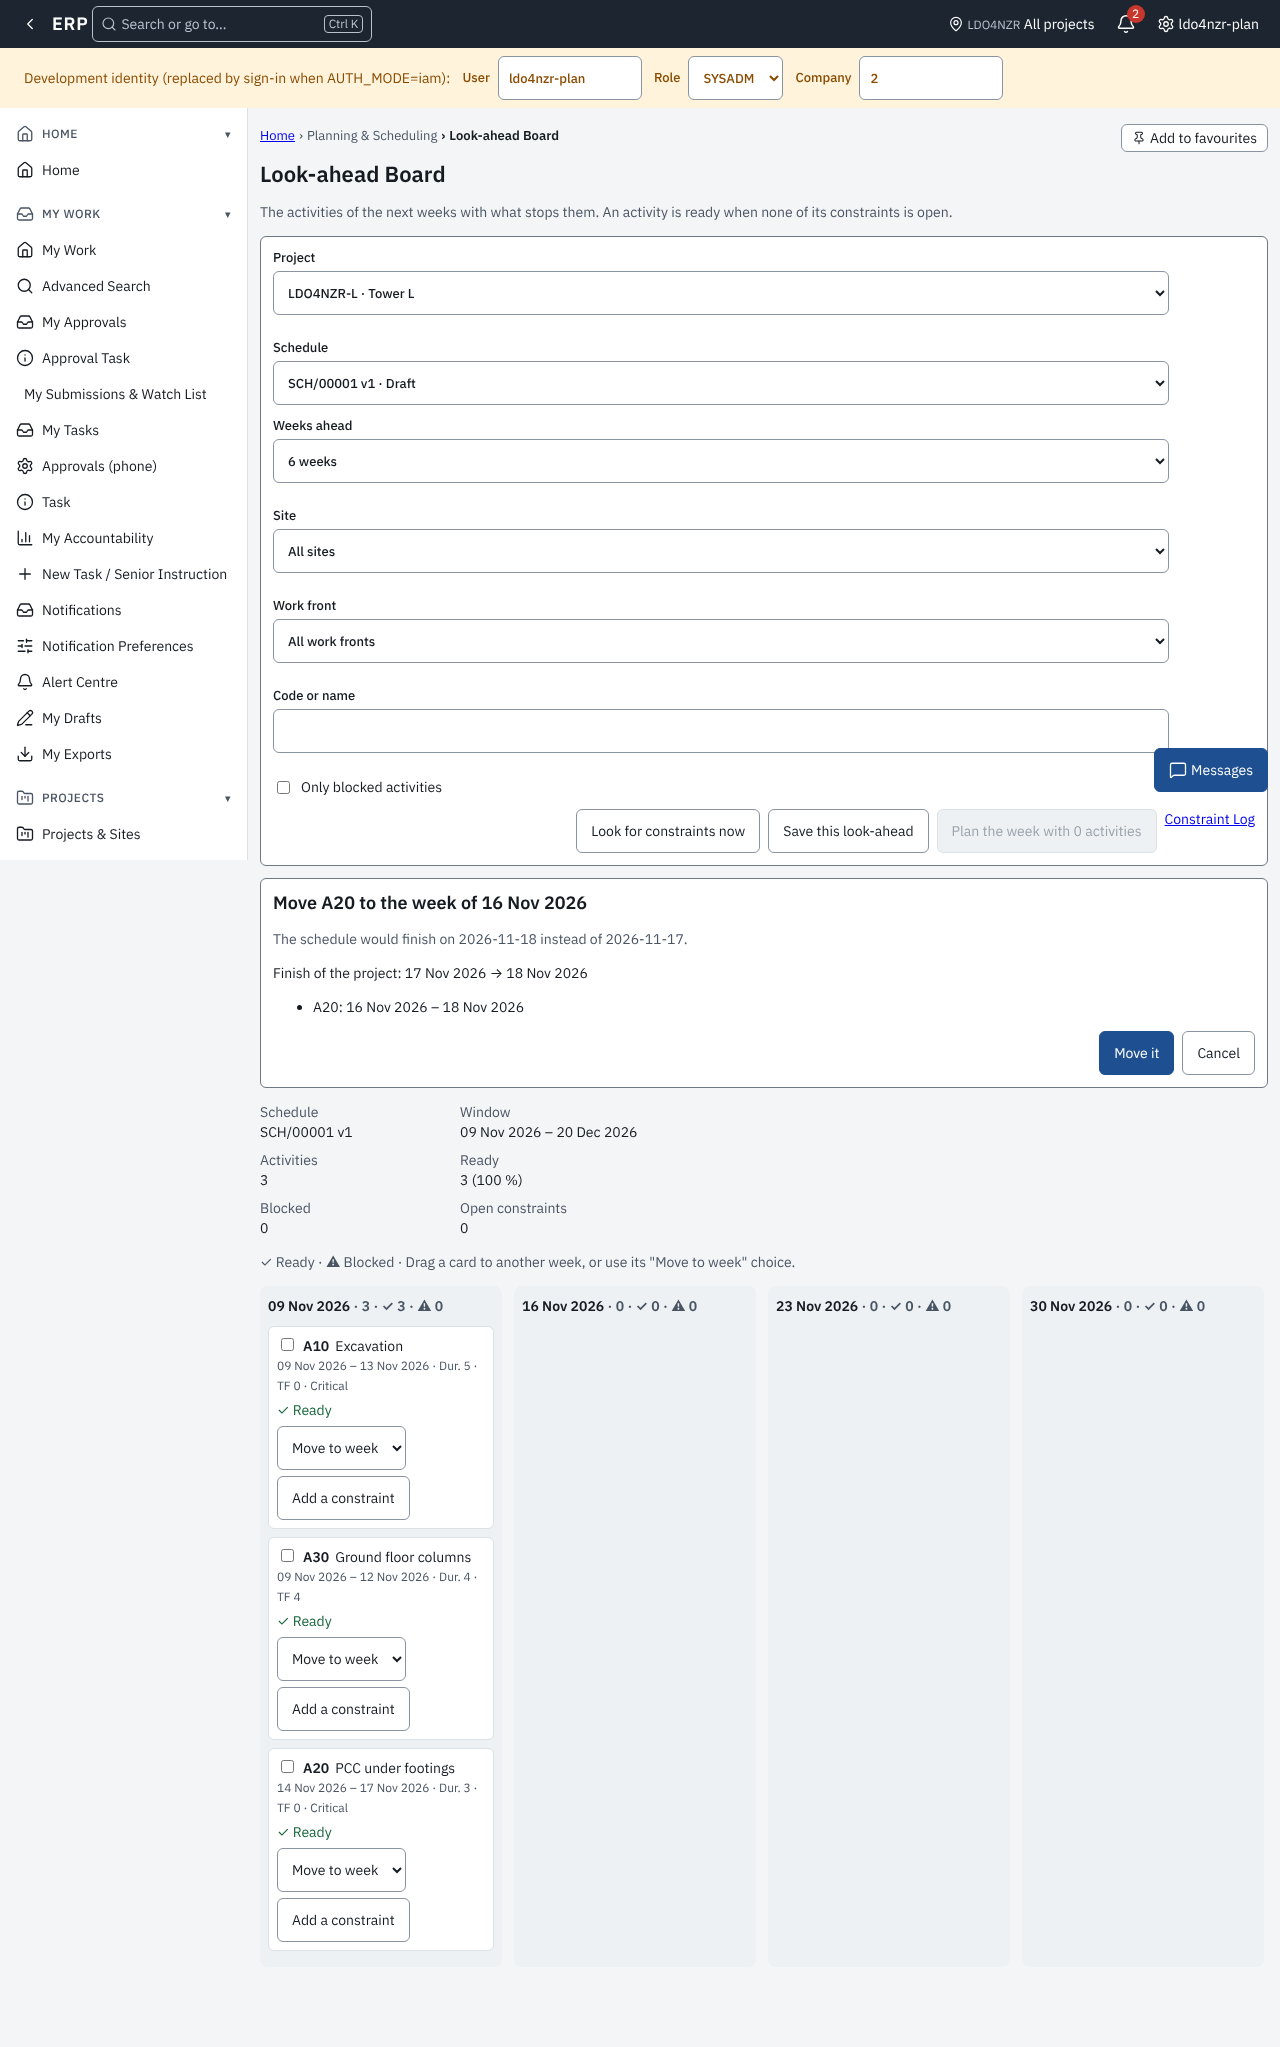 ERP
Search or go to...
Ctrl K
LDO4NZR All projects
2
ldo4nzr-plan
Development identity (replaced by sign-in when AUTH_MODE=iam):
User
ldo4nzr-plan
Role
SYSADM
Company
2
HOME
Home
MY WORK
My Work
Advanced Search
My Approvals
Approval Task
My Submissions & Watch List
My Tasks
Approvals (phone)
Task
My Accountability
New Task / Senior Instruction
Notifications
Notification Preferences
Alert Centre
My Drafts
My Exports
PROJECTS
Projects & Sites
Home › Planning & Scheduling › Look-ahead Board
Add to favourites
Look-ahead Board
The activities of the next weeks with what stops them. An activity is ready when none of its constraints is open.
Project
LDO4NZR-L · Tower L
Schedule
SCH/00001 v1 · Draft
Weeks ahead
6 weeks
Site
All sites
Work front
All work fronts
Code or name
Messages
Only blocked activities
Look for constraints now
Save this look-ahead
Plan the week with 0 activities
Constraint Log
Move A20 to the week of 16 Nov 2026
The schedule would finish on 2026-11-18 instead of 2026-11-17.
Finish of the project: 17 Nov 2026 → 18 Nov 2026
• A20: 16 Nov 2026 – 18 Nov 2026
Move it
Cancel
Schedule
SCH/00001 v1
Window
09 Nov 2026 – 20 Dec 2026
Activities
3
Ready
3 (100 %)
Blocked
0
Open constraints
0
✓ Ready · ⚠ Blocked · Drag a card to another week, or use its "Move to week" choice.
09 Nov 2026 · 3 · ✓ 3 · ⚠ 0
A10 Excavation
09 Nov 2026 – 13 Nov 2026 · Dur. 5 ·
TF 0 · Critical
✓ Ready
Move to week
Add a constraint
A30 Ground floor columns
09 Nov 2026 – 12 Nov 2026 · Dur. 4 ·
TF 4
✓ Ready
Move to week
Add a constraint
A20 PCC under footings
14 Nov 2026 – 17 Nov 2026 · Dur. 3 ·
TF 0 · Critical
✓ Ready
Move to week
Add a constraint
16 Nov 2026 · 0 · ✓ 0 · ⚠ 0
23 Nov 2026 · 0 · ✓ 0 · ⚠ 0
30 Nov 2026 · 0 · ✓ 0 · ⚠ 0